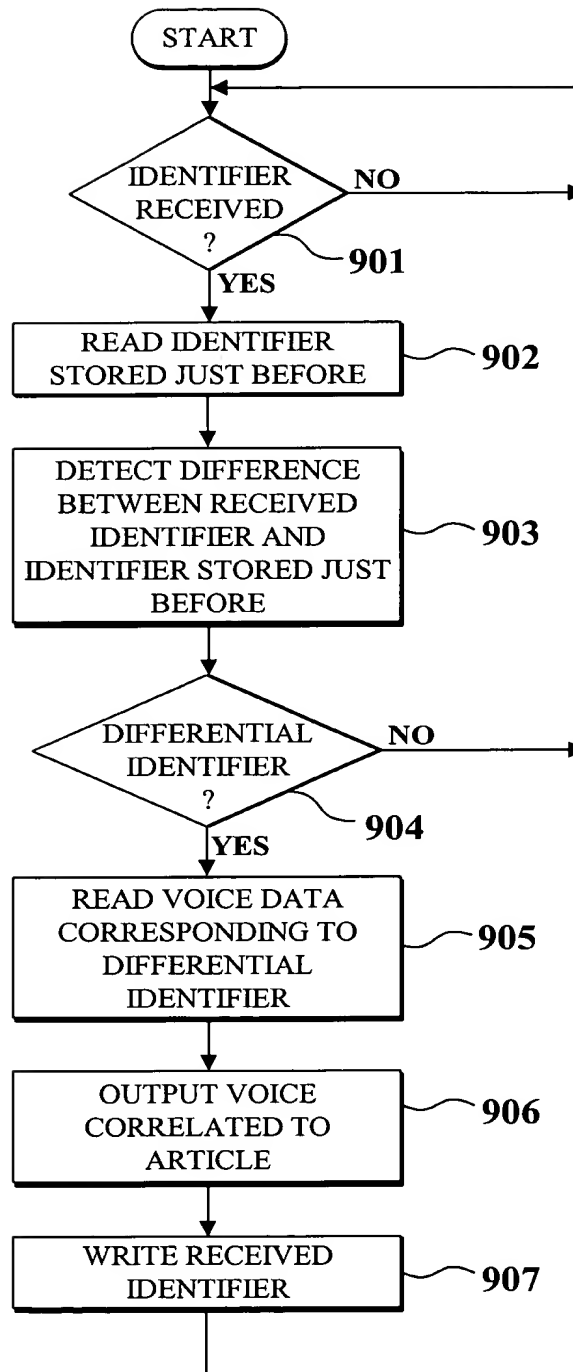 START
IDENTIFIER
RECEIVED
?
NO
901
YES
READ IDENTIFIER
STORED JUST BEFORE
902
DETECT DIFFERENCE
BETWEEN RECEIVED
IDENTIFIER AND
IDENTIFIER STORED JUST
BEFORE
903
DIFFERENTIAL
IDENTIFIER
?
NO
904
YES
READ VOICE DATA
CORRESPONDING TO
DIFFERENTIAL
IDENTIFIER
905
OUTPUT VOICE
CORRELATED TO
ARTICLE
906
WRITE RECEIVED
IDENTIFIER
907